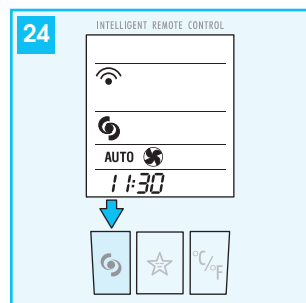 24
INTELLIGENT REMOTE CONTROL
AUTO
11:30
°C/°F